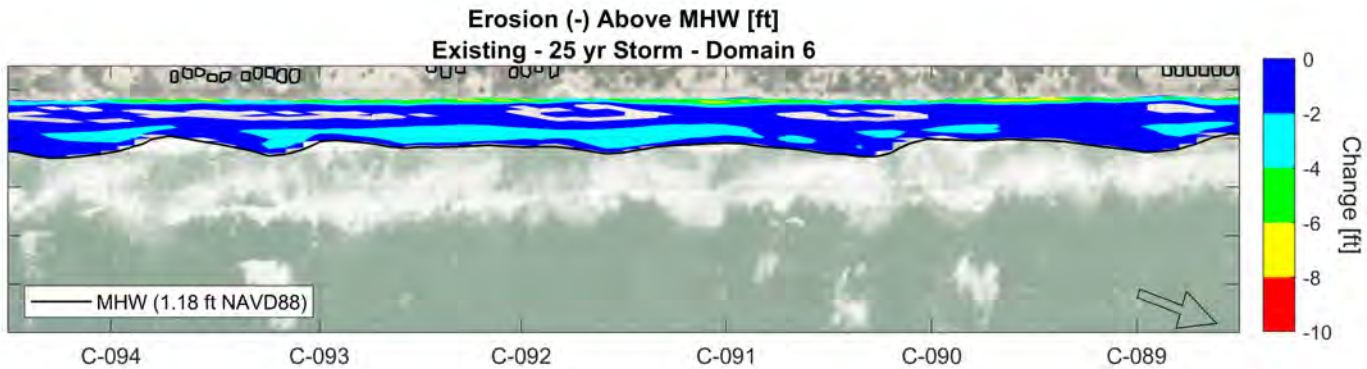 Erosion (-) Above MHW [ft]
Existing - 25 yr Storm - Domain 6
0
-2
-4
-6
-8
-10
Change [ft]
MHW (1.18 ft NAVD88)
C-094
C-093
C-092
C-091
C-090
C-089